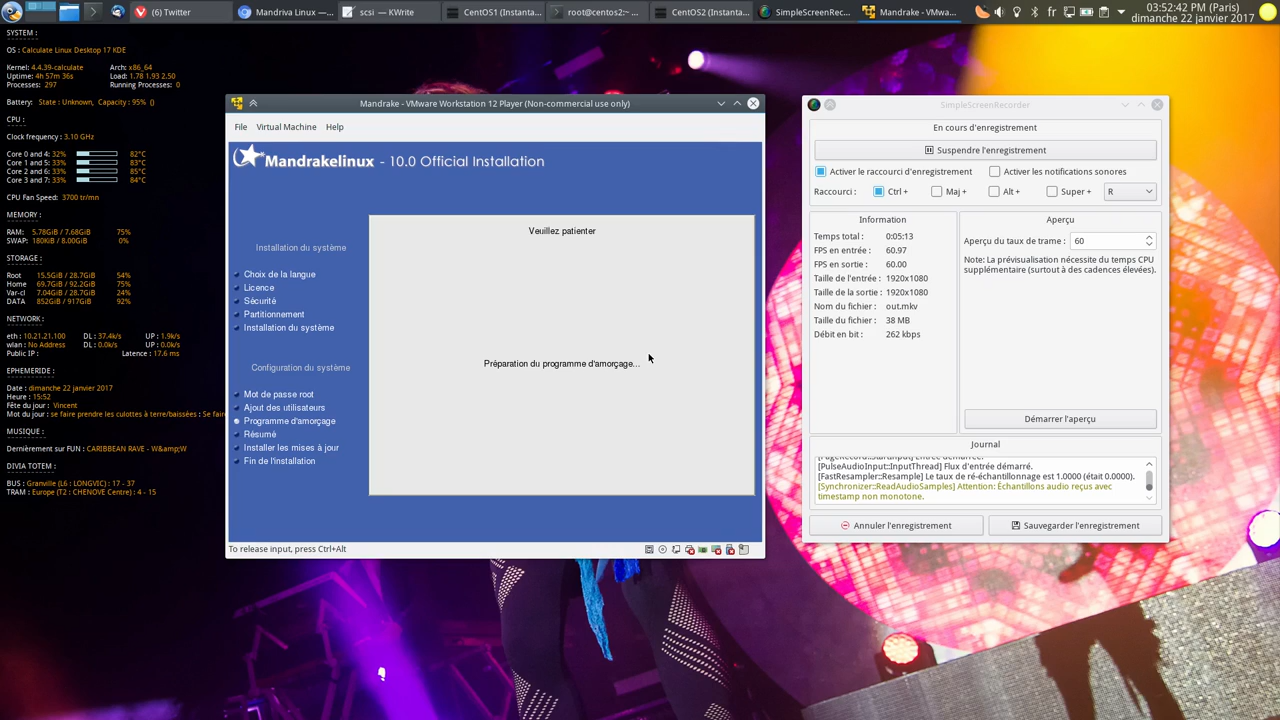 (6) Twitter
Mandriva Linux —...
scsi — KWrite
CentOS1 (Instanta...
root@centos2:~ -...
CentOS2 (Instanta...
SimpleScreenRec...
Mandrake - VMwa...
fr
03:52:42 PM (Paris)
dimanche 22 janvier 2017
SYSTEM :
OS : Calculate Linux Desktop 17 KDE
Kernel: 4.4.39-calculate Arch: x86_64
Uptime: 4h 57m 36s Load: 1.78 1.93 2.50
Processes: 297 Running Processes: 0
Battery: State : Unknown, Capacity : 95% ()
CPU :
Clock frequency : 3.10 GHz
Core 0 and 4: 32% 82°C
Core 1 and 5: 33% 83°C
Core 2 and 6: 33% 85°C
Core 3 and 7: 33% 84°C
CPU Fan Speed: 3700 tr/mn
MEMORY :
RAM: 5.78GiB / 7.68GiB 75%
SWAP: 180KiB / 8.00GiB 0%
STORAGE :
Root 15.5GiB / 28.7GiB 54%
Home 69.7GiB / 92.2GiB 75%
Var-cl 7.04GiB / 28.7GiB 24%
DATA 852GiB / 917GiB 92%
NETWORK :
eth : 10.21.21.100 DL : 37.4k/s UP : 1.9k/s
wlan : No Address DL : 0.0k/s UP : 0.0k/s
Public IP : Latence : 17.6 ms
EPHEMERIDE :
Date : dimanche 22 janvier 2017
Heure : 15:52
Fête du jour : Vincent
Mot du jour : se faire prendre les culottes à terre/baissées : Se fair
MUSIQUE :
Dernièrement sur FUN : CARIBBEAN RAVE - W&amp;W
DIVIA TOTEM :
BUS : Granville (L6 : LONGVIC) : 17 - 37
TRAM : Europe (T2 : CHENOVE Centre) : 4 - 15
Mandrake - VMware Workstation 12 Player (Non-commercial use only)
File Virtual Machine Help
Mandrakelinux - 10.0 Official Installation
Installation du système
Choix de la langue
Licence
Sécurité
Partitionnement
Installation du système
Configuration du système
Mot de passe root
Ajout des utilisateurs
Programme d'amorçage
Résumé
Installer les mises à jour
Fin de l'installation
Veuillez patienter
Préparation du programme d'amorçage...
To release input, press Ctrl+Alt
SimpleScreenRecorder
En cours d'enregistrement
Suspendre l'enregistrement
Activer le raccourci d'enregistrement Activer les notifications sonores
Raccourci : Ctrl + Maj + Alt + Super + R
Information
Temps total : 0:05:13
FPS en entrée : 60.97
FPS en sortie : 60.00
Taille de l'entrée : 1920x1080
Taille de la sortie : 1920x1080
Nom du fichier : out.mkv
Taille du fichier : 38 MB
Débit en bit : 262 kbps
Aperçu
Aperçu du taux de trame : 60
Note: La prévisualisation nécesite du temps CPU
supplémentaire (surtout à des cadences élevées).
Démarrer l'aperçu
Journal
[PageRecord::StartInput] Entrée démarrée.
[PulseAudioInput::InputThread] Flux d'entrée démarré.
[FastResampler::Resample] Le taux de ré-échantillonnage est 1.0000 (était 0.0000).
[Synchronizer::ReadAudioSamples] Attention: Échantillons audio reçus avec
timestamp non monotone.
Annuler l'enregistrement
Sauvegarder l'enregistrement